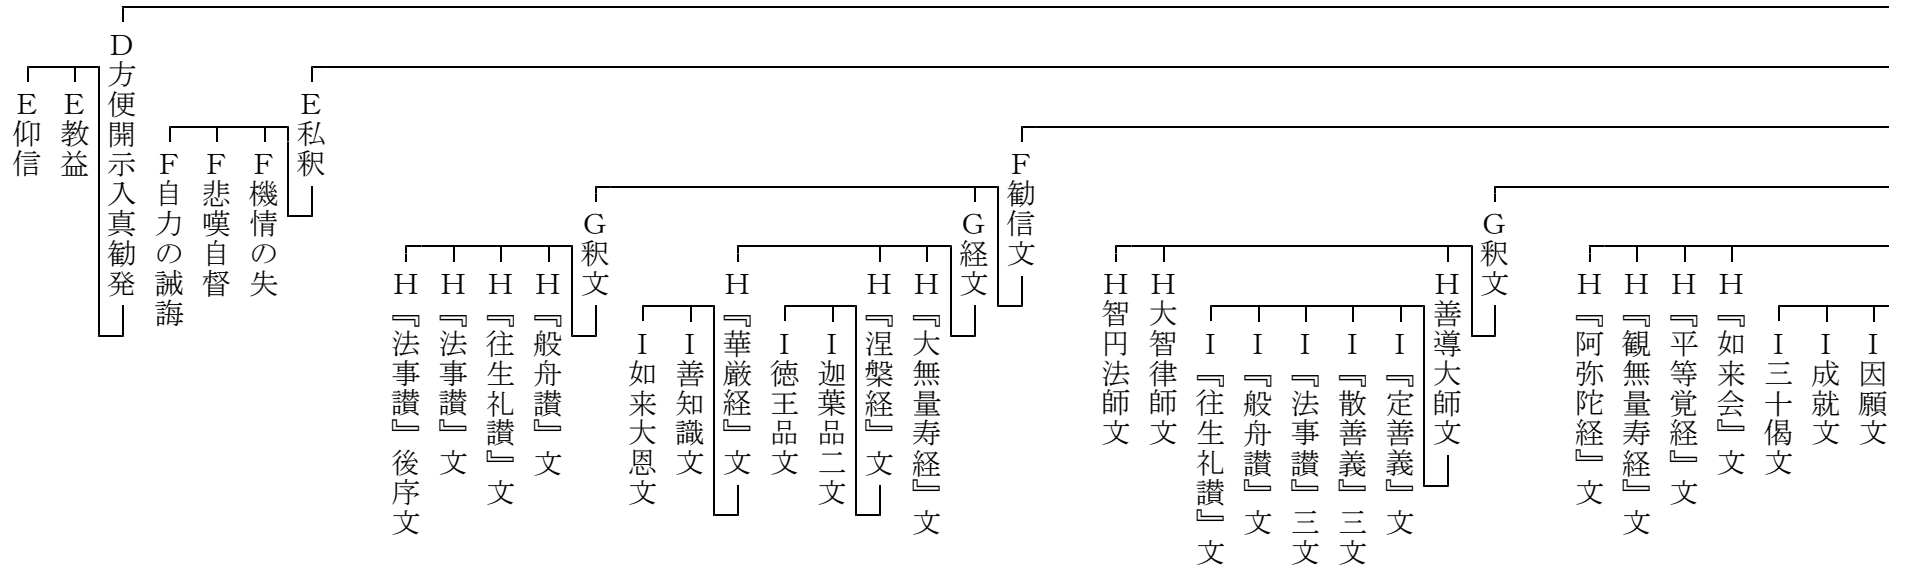 I因願文
I成就文
I三十偈文
H『如来会』文
H『平等覚経』文
H『観無量寿経』文
H『阿弥陀経』文
G釈文
H善導大師文
I『定善義』文
I『散善義』三文
I『法事讃』三文
I『般舟讃』文
I『往生礼讃』文
H大智律師文
H智円法師文
F勧信文
G経文
H『大無量寿経』文
H『涅槃経』文
I迦葉品二文
I徳王品文
H『華厳経』文
I善知識文
I如来大恩文
G釈文
H『般舟讃』文
H『往生礼讃』文
H『法事讃』文
H『法事讃』後序文
E私釈
F機情の失
F悲嘆自督
F自力の誡誨
D方便開示入真勧発
E教益
E仰信